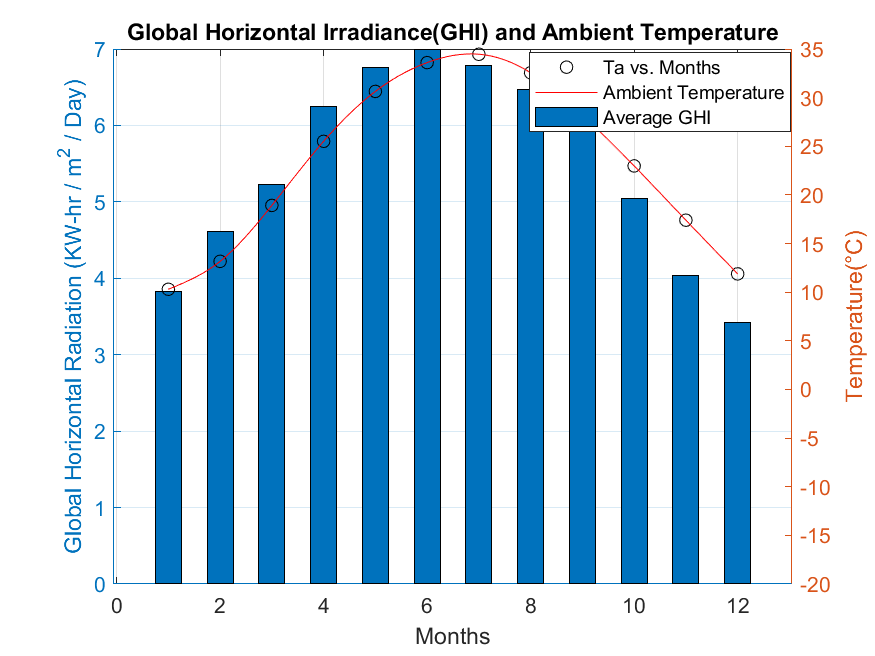 Global Horizontal Irradiance(GHI) and Ambient Temperature
Global Horizontal Radiation (KW-hr / m² / Day)
7
6
5
4
3
2
1
0
Ta vs. Months
Ambient Temperature
Average GHI
35
30
25
20
15
10
5
0
-5
-10
-15
-20
Temperature(°C)
0 2 4 6 8 10 12
Months